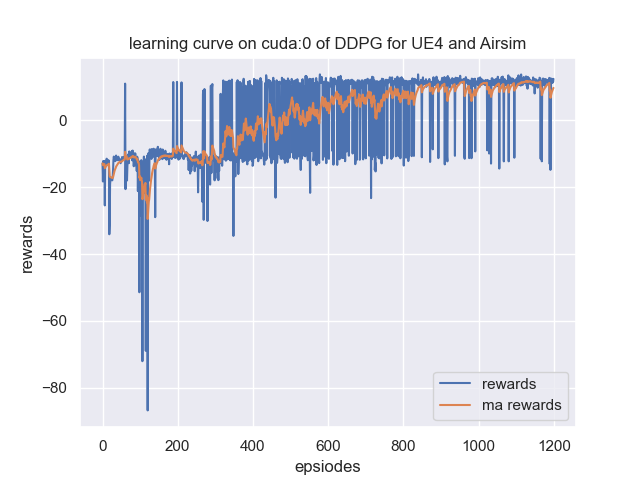 learning curve on cuda:0 of DDPG for UE4 and Airsim
0
−20
−40
−60
−80
rewards
rewards
ma rewards
0
200
400
600
800
1000
1200
epsiodes